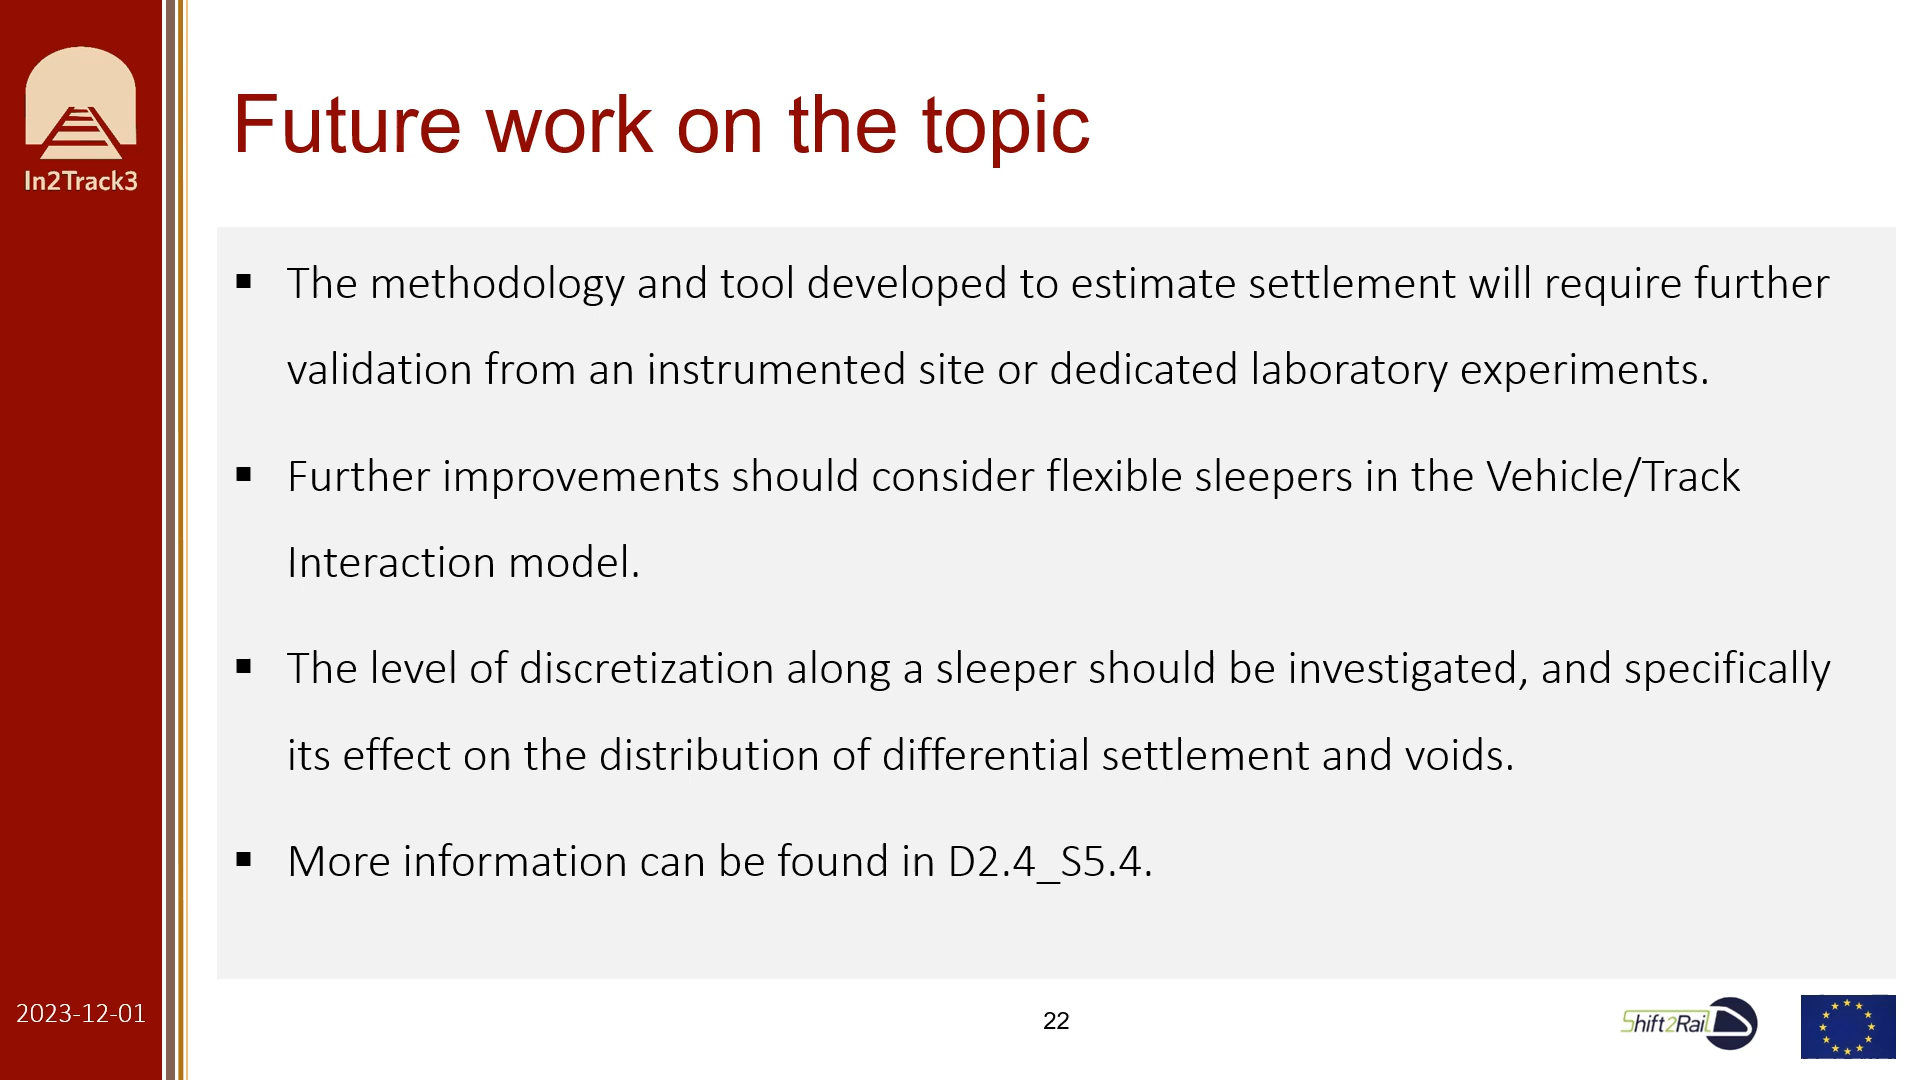 In2Track3
Future work on the topic
▪ The methodology and tool developed to estimate settlement will require further
validation from an instrumented site or dedicated laboratory experiments.
▪ Further improvements should consider flexible sleepers in the Vehicle/Track
Interaction model.
▪ The level of discretization along a sleeper should be investigated, and specifically
its effect on the distribution of differential settlement and voids.
▪ More information can be found in D2.4_S5.4.
2023-12-01
22
Shift2Rail